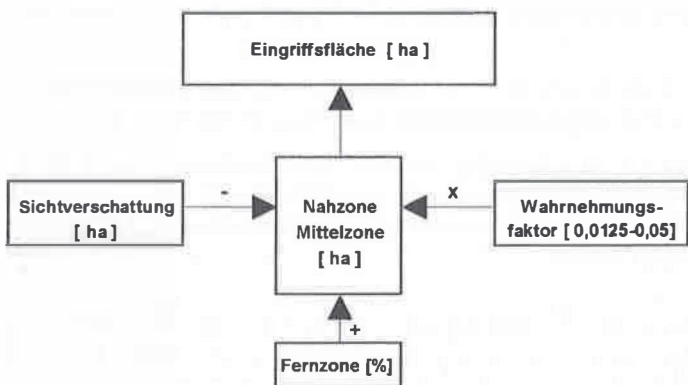 Eingriffsfläche [ ha ]
-
x
Sichtverschattung
[ ha ]
Nahzone
Mittelzone
[ ha ]
Wahrnehmungs-
faktor [ 0,0125-0,05]
+
Fernzone [%]